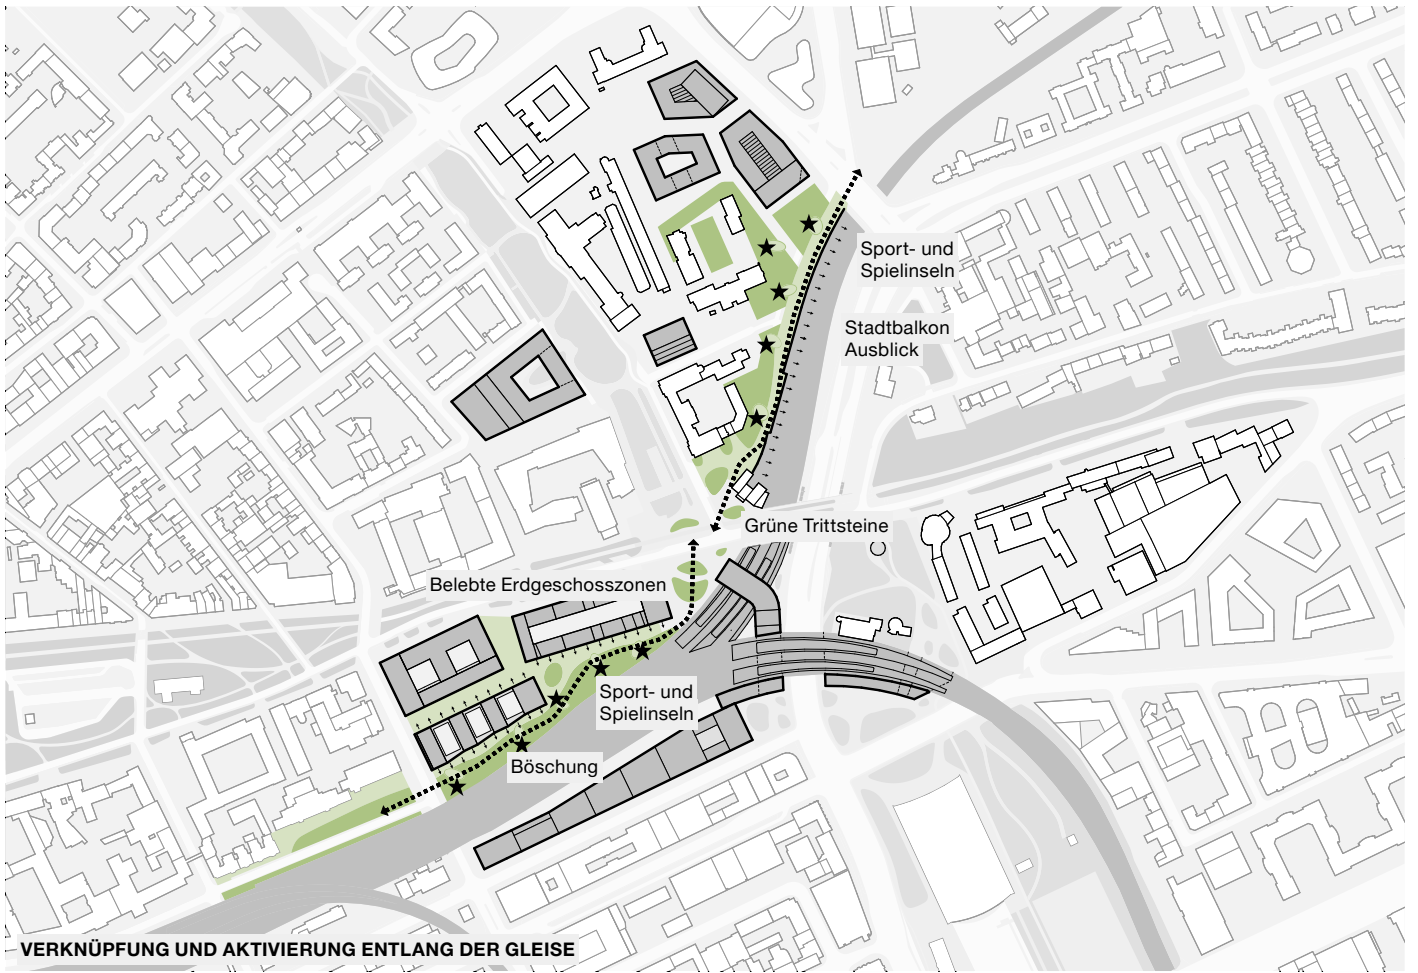 Sport- und
Spielinseln
Stadtbalkon
Ausblick
Grüne Trittsteine
Belebte Erdgeschosszonen
Sport- und
Spielinseln
Böschung
VERKNÜPFUNG UND AKTIVIERUNG ENTLANG DER GLEISE